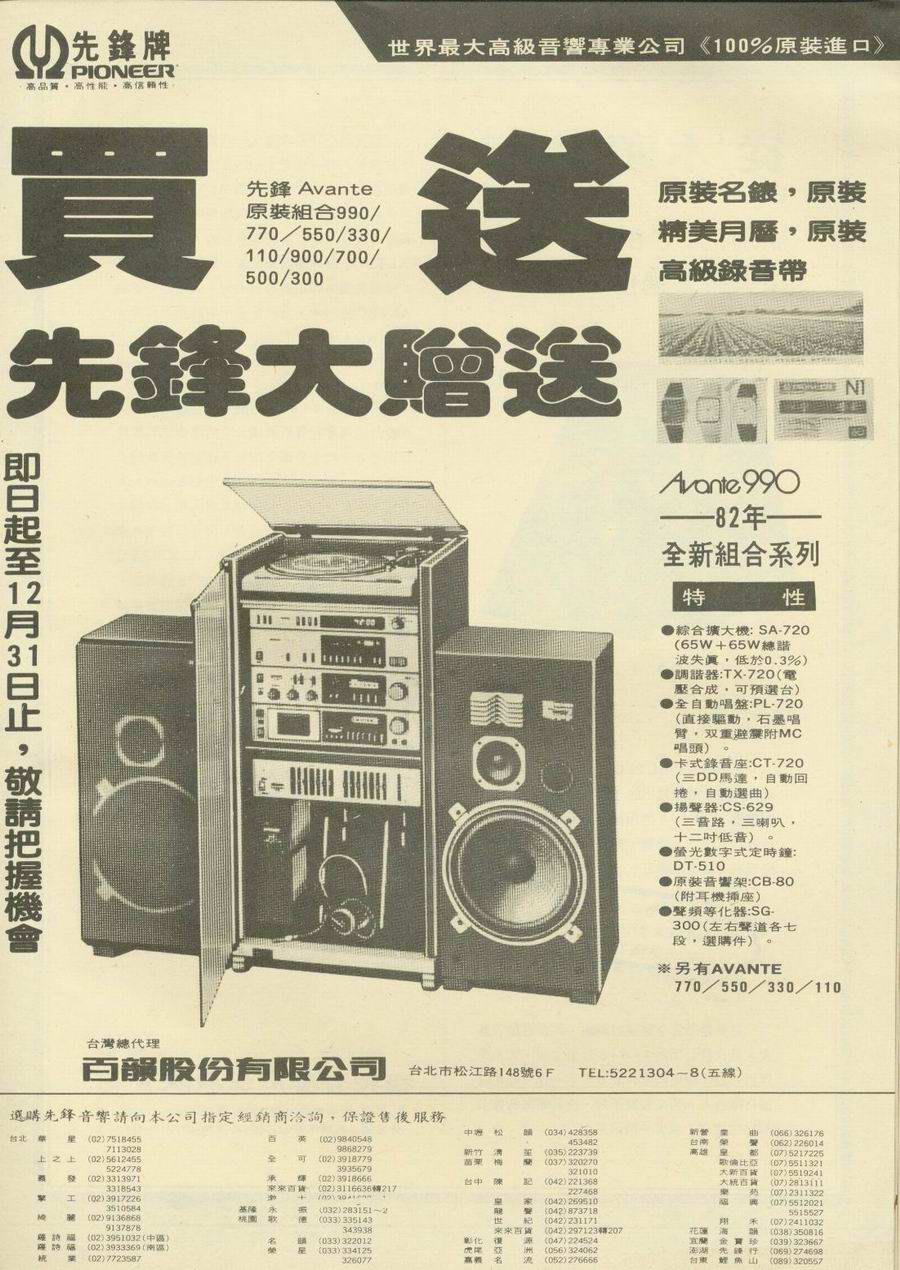 先鋒牌
PIONEER
高品質・高性能・高信賴性
世界最大高級音響專業公司《100%原裝進口》
買 送
先鋒 Avante
原裝組合990/
770／550/330/
110/900/700/
500/300
原裝名錶，原裝
精美月曆，原裝
高級錄音帶
先鋒大贈送
N1
即日起至12月31日止，敬請把握機會
Avante 990
82年
全新組合系列
特性
●綜合擴大機: SA-720
(65W＋65W總諧
波失眞，低於0.3%)
●調諧器:TX-720(電
壓合成，可預選台)
●全自動唱盤:PL-720
(直接驅動，石墨唱
臂，双重避震附MC
唱頭)。
●卡式錄音座:CT-720
(三DD馬達，自動回
捲，自動選曲)
●揚聲器:CS-629
(三音路，三喇叭，
十二吋低音)。
●螢光數字式定時鐘:
DT-510
●原裝音響架:CB-80
(附耳機揷座)
●聲頻等化器:SG-
300(左右聲道各七
段，選購件)。
※另有AVANTE
770／550／330／110
台灣總代理
百韻股份有限公司 台北市松江路148號6F TEL:5221304～8(五線)
選購先鋒音響請向本公司指定經銷商洽詢，保證售後服務
台北 華星 (02)7518455
7113028
上之上 (02)5612455
5224778
義發 (02)3313971
3318543
擎工 (02)3917226
3510584
綺麗 (02)9136868
9137878
羅詩福 (02)3951032(中區)
羅詩福 (02)3933369(南區)
統業 (02)7723587
百英 (02)9840548
9868279
全可 (02)3918779
3935679
承輝 (02)3918666
來來百貨 (02)3116636轉217
基隆 永振 (032)283151～2
桃園 歌德 (033)335143
343938
名韻 (033)322012
榮星 (033)334125
326077
中壢 松韻 (034)428358
453482
新竹 清笙 (035)223739
苗栗 梅蘭 (037)320270
321010
台中 陳記 (042)221368
227468
皇家 (042)269510
龍聲 (042)873718
世紀 (042)231171
來來百貨 (042)297123轉207
彰化 復源 (047)224524
虎尾 亞洲 (056)324062
嘉義 名流 (052)276666
新營 皇曲 (066)326176
台南 榮聲 (062)226014
高雄 皇都 (07)5217225
歌倫比亞 (07)5511321
大新百貨 (07)5519241
大統百貨 (07)2813111
樂苑 (07)2311322
福興 (07)5512021
5515527
翔禾 (07)2411032
花蓮 海韻 (038)350816
宜蘭 金寶珍 (039)323667
澎湖 先鋒行 (069)274698
台東 鯉魚山 (089)320557